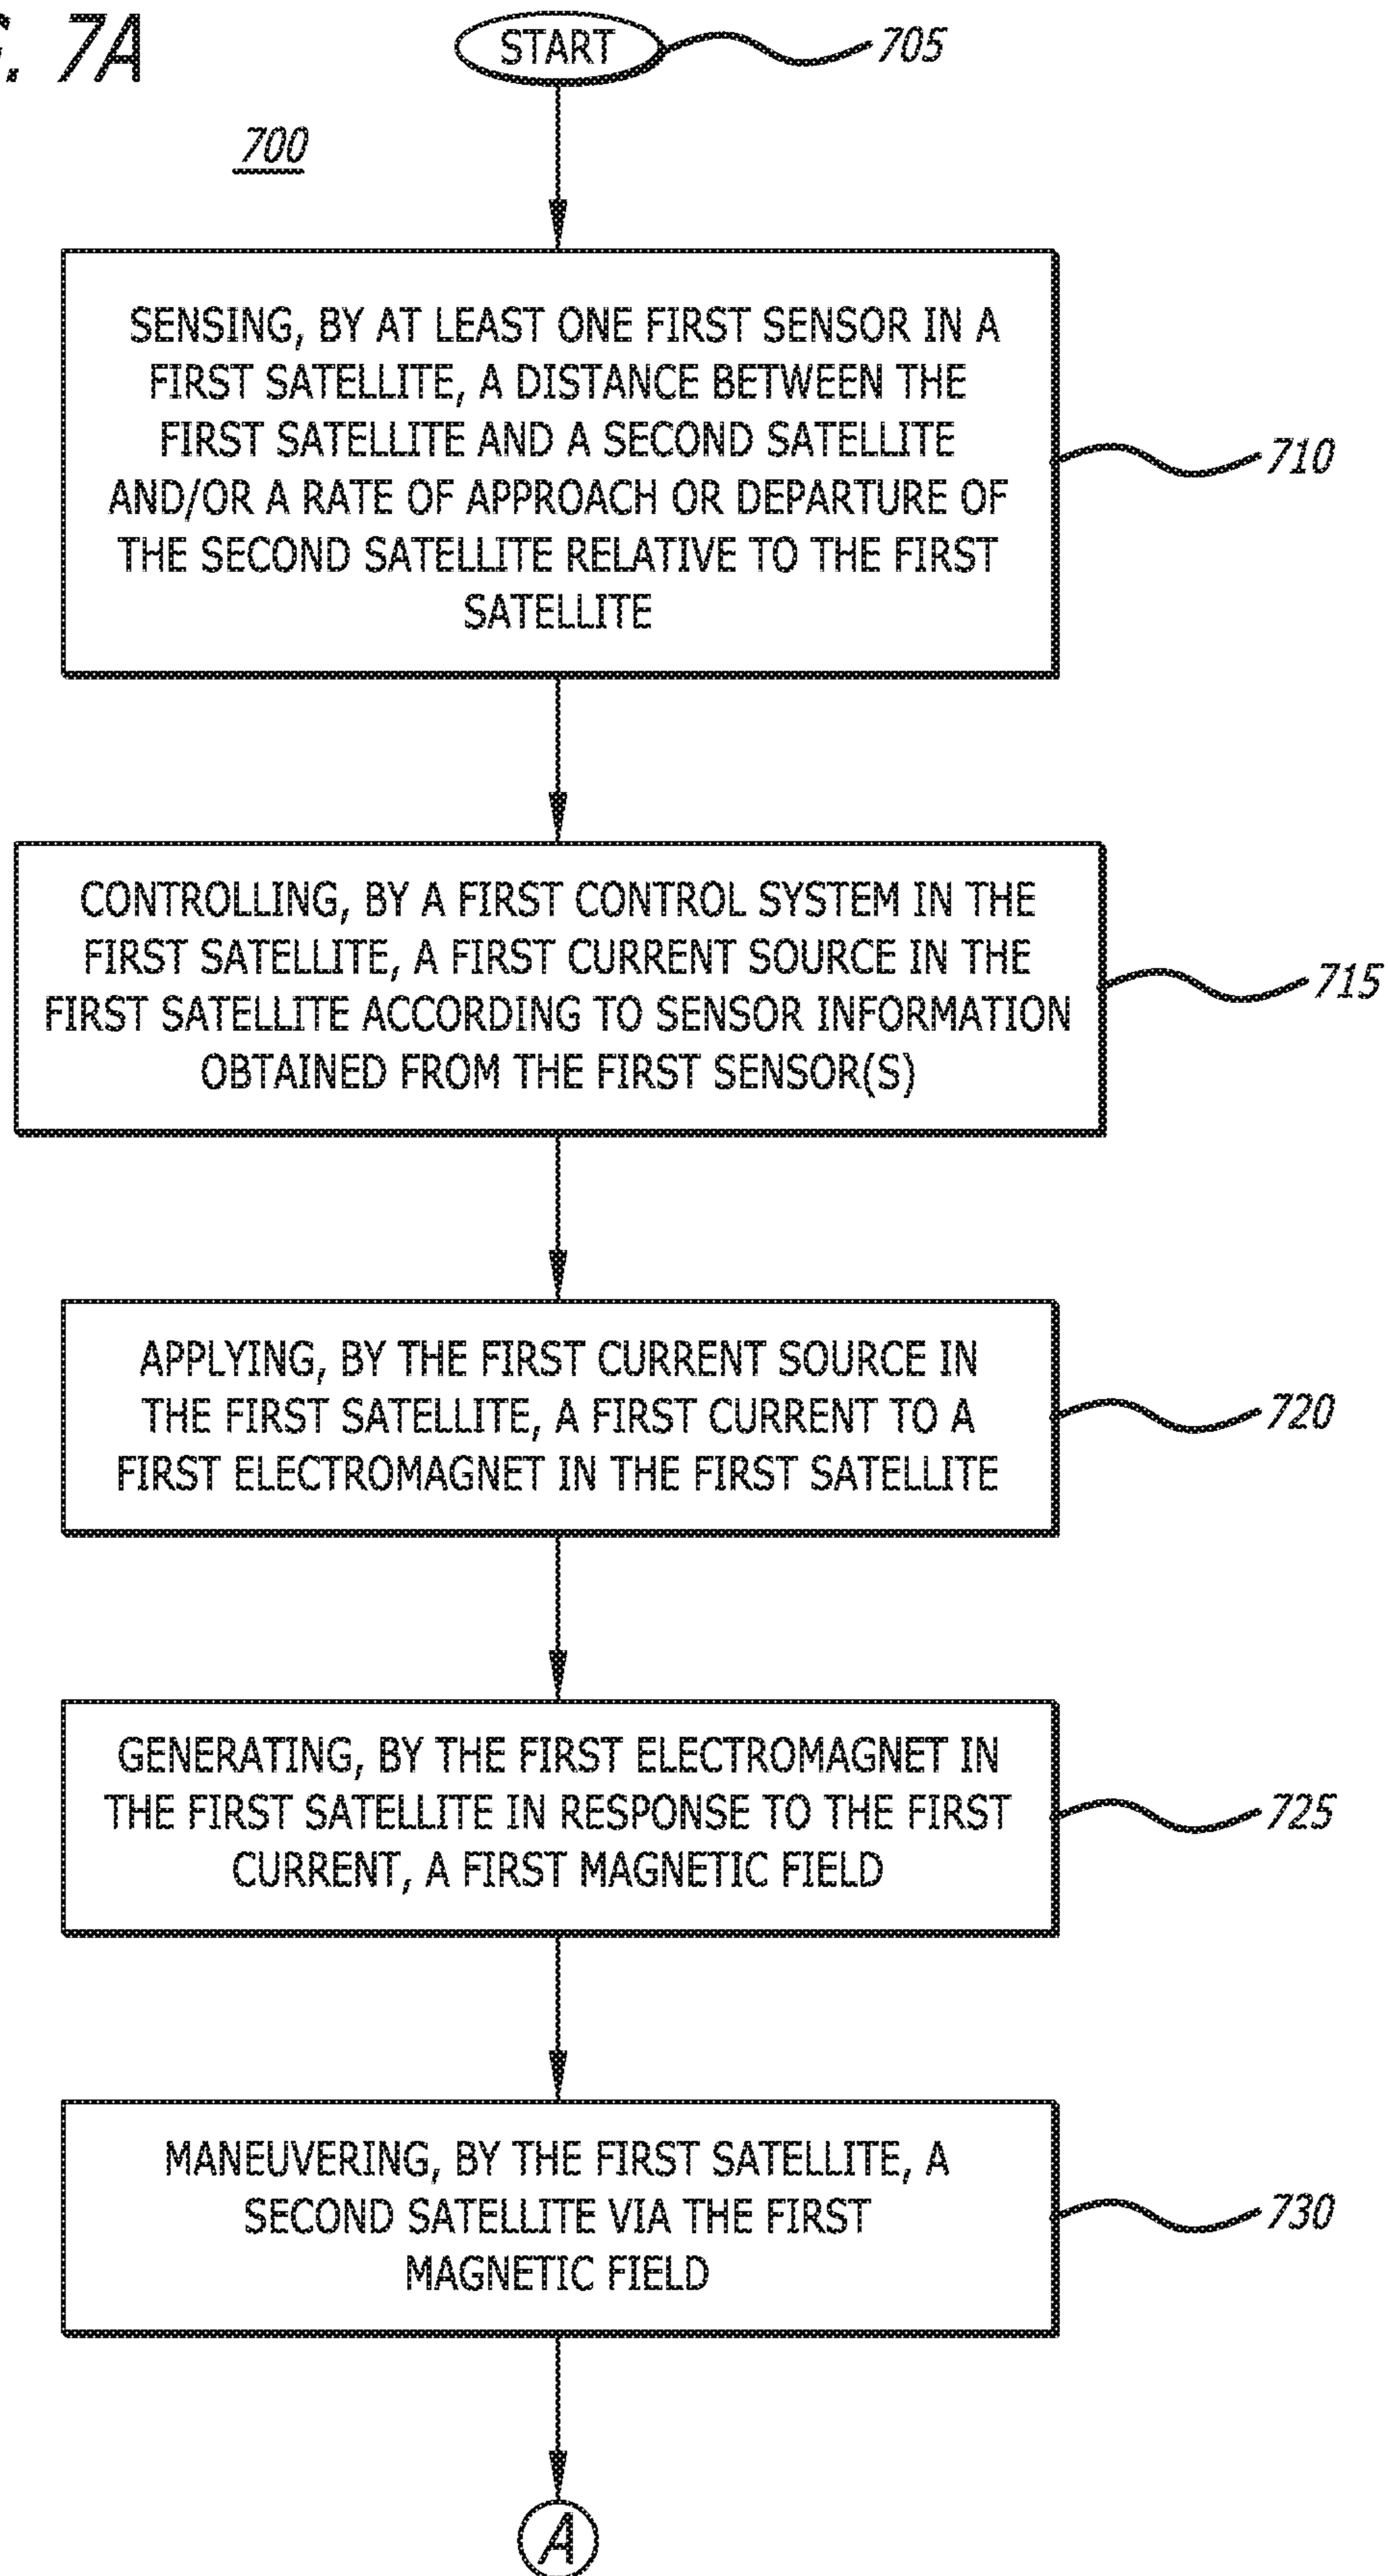 . 7A
START
705
700
SENSING, BY AT LEAST ONE FIRST SENSOR IN A
FIRST SATELLITE, A DISTANCE BETWEEN THE
FIRST SATELLITE AND A SECOND SATELLITE
AND/OR A RATE OF APPROACH OR DEPARTURE OF
THE SECOND SATELLITE RELATIVE TO THE FIRST
SATELLITE
710
CONTROLLING, BY A FIRST CONTROL SYSTEM IN THE
FIRST SATELLITE, A FIRST CURRENT SOURCE IN THE
FIRST SATELLITE ACCORDING TO SENSOR INFORMATION
OBTAINED FROM THE FIRST SENSOR(S)
715
APPLYING, BY THE FIRST CURRENT SOURCE IN
THE FIRST SATELLITE, A FIRST CURRENT TO A
FIRST ELECTROMAGNET IN THE FIRST SATELLITE
720
GENERATING, BY THE FIRST ELECTROMAGNET IN
THE FIRST SATELLITE IN RESPONSE TO THE FIRST
CURRENT, A FIRST MAGNETIC FIELD
725
MANEUVERING, BY THE FIRST SATELLITE, A
SECOND SATELLITE VIA THE FIRST
MAGNETIC FIELD
730
A